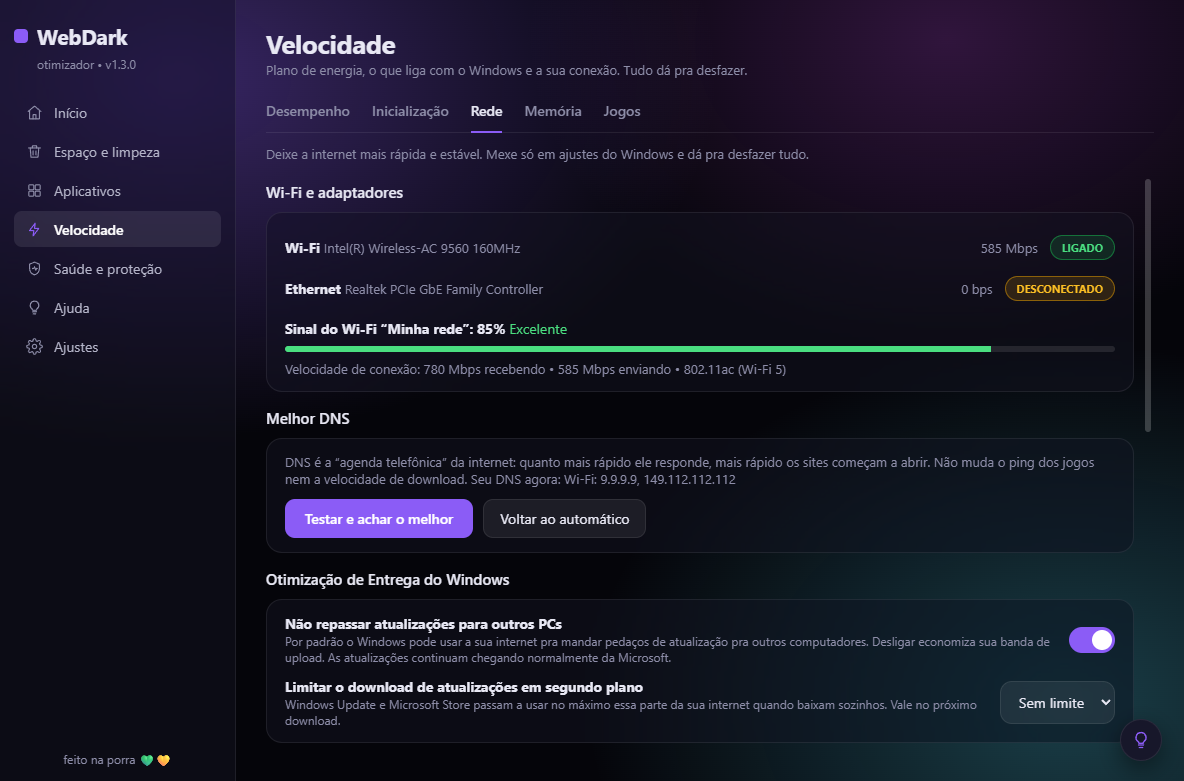 WebDark
otimizador • v1.3.0
Início
Espaço e limpeza
Aplicativos
Velocidade
Saúde e proteção
Ajuda
Ajustes
feito na porra 💚💛
Velocidade
Plano de energia, o que liga com o Windows e a sua conexão. Tudo dá pra desfazer.
Desempenho Inicialização Rede Memória Jogos
Deixe a internet mais rápida e estável. Mexe só em ajustes do Windows e dá pra desfazer tudo.
Wi-Fi e adaptadores
Wi-Fi Intel(R) Wireless-AC 9560 160MHz 585 Mbps LIGADO
Ethernet Realtek PCIe GbE Family Controller 0 bps DESCONECTADO
Sinal do Wi-Fi “Minha rede”: 85% Excelente
Velocidade de conexão: 780 Mbps recebendo • 585 Mbps enviando • 802.11ac (Wi-Fi 5)
Melhor DNS
DNS é a “agenda telefônica” da internet: quanto mais rápido ele responde, mais rápido os sites começam a abrir. Não muda o ping dos jogos
nem a velocidade de download. Seu DNS agora: Wi-Fi: 9.9.9.9, 149.112.112.112
Testar e achar o melhor Voltar ao automático
Otimização de Entrega do Windows
Não repassar atualizações para outros PCs
Por padrão o Windows pode usar a sua internet pra mandar pedaços de atualização pra outros computadores. Desligar economiza sua banda de
upload. As atualizações continuam chegando normalmente da Microsoft.
Limitar o download de atualizações em segundo plano
Windows Update e Microsoft Store passam a usar no máximo essa parte da sua internet quando baixam sozinhos. Vale no próximo
download.
Sem limite